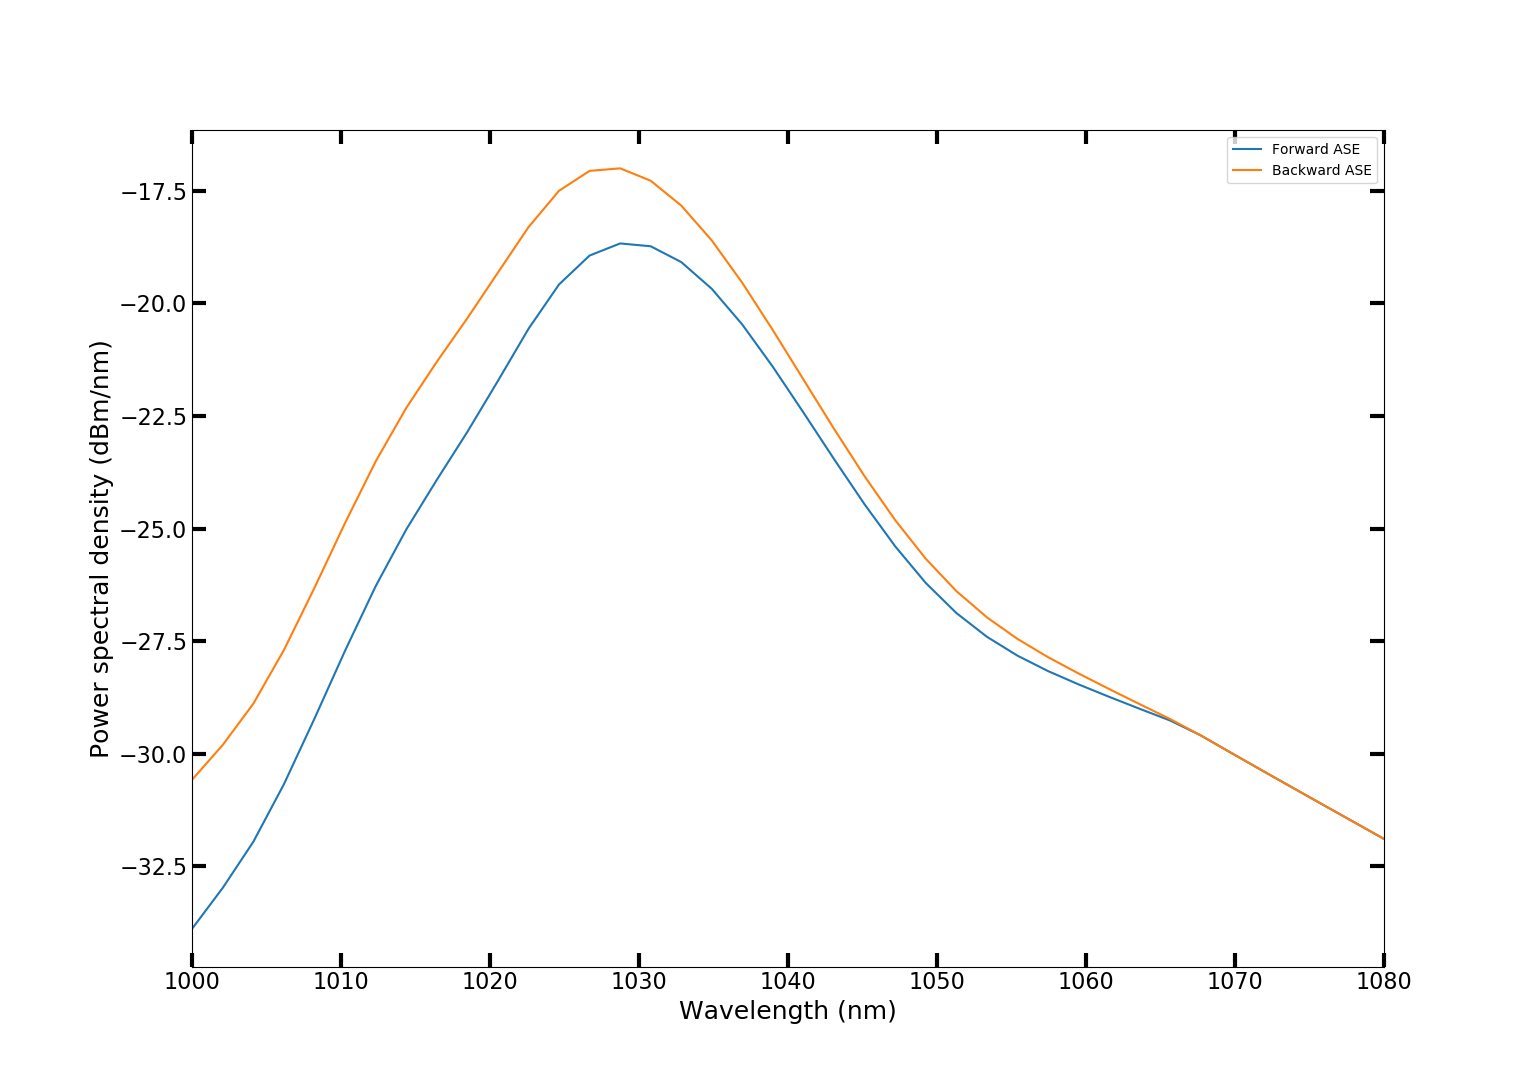 Forward ASE
Backward ASE
−17.5
−20.0
−22.5
−25.0
−27.5
−30.0
−32.5
Power spectral density (dBm/nm)
1000 1010 1020 1030 1040 1050 1060 1070 1080
Wavelength (nm)